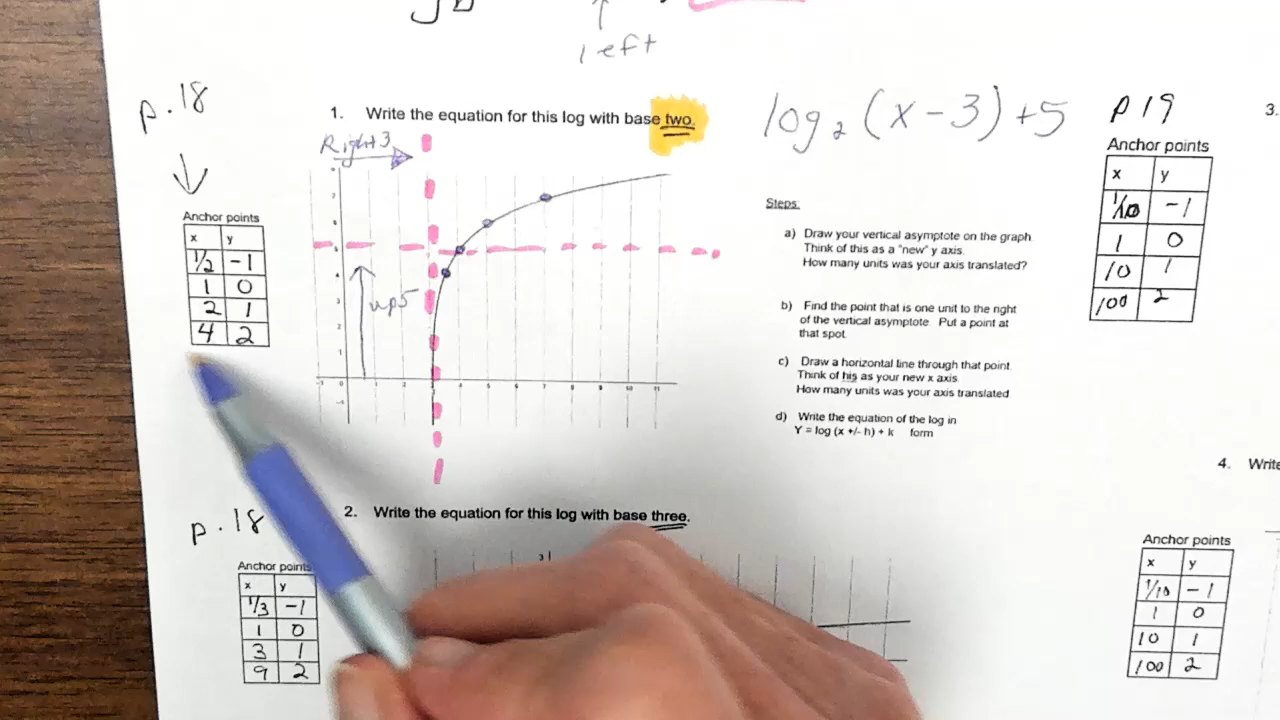 left
p.18
1. Write the equation for this log with base two.
log₂ (x-3)+5
Right 3
up 5
Anchor points
x y
1/2 -1
1 0
2 1
4 2
Steps:
a) Draw your vertical asymptote on the graph
Think of this as a "new" y axis.
How many units was your axis translated?
b) Find the point that is one unit to the right
of the vertical asymptote. Put a point at
that spot
c) Draw a horizontal line through that point.
Think of his as your new x axis
How many units was your axis translated
d) Write the equation of the log in
Y = log (x +/- h) + k form
p19
Anchor points
x y
1/10 -1
1 0
10 1
100 2
3.
p.18
2. Write the equation for this log with base three.
Anchor points
x y
1/3 -1
1 0
3 1
9 2
3
4. Write
Anchor points
x y
1/10 -1
1 0
10 1
100 2